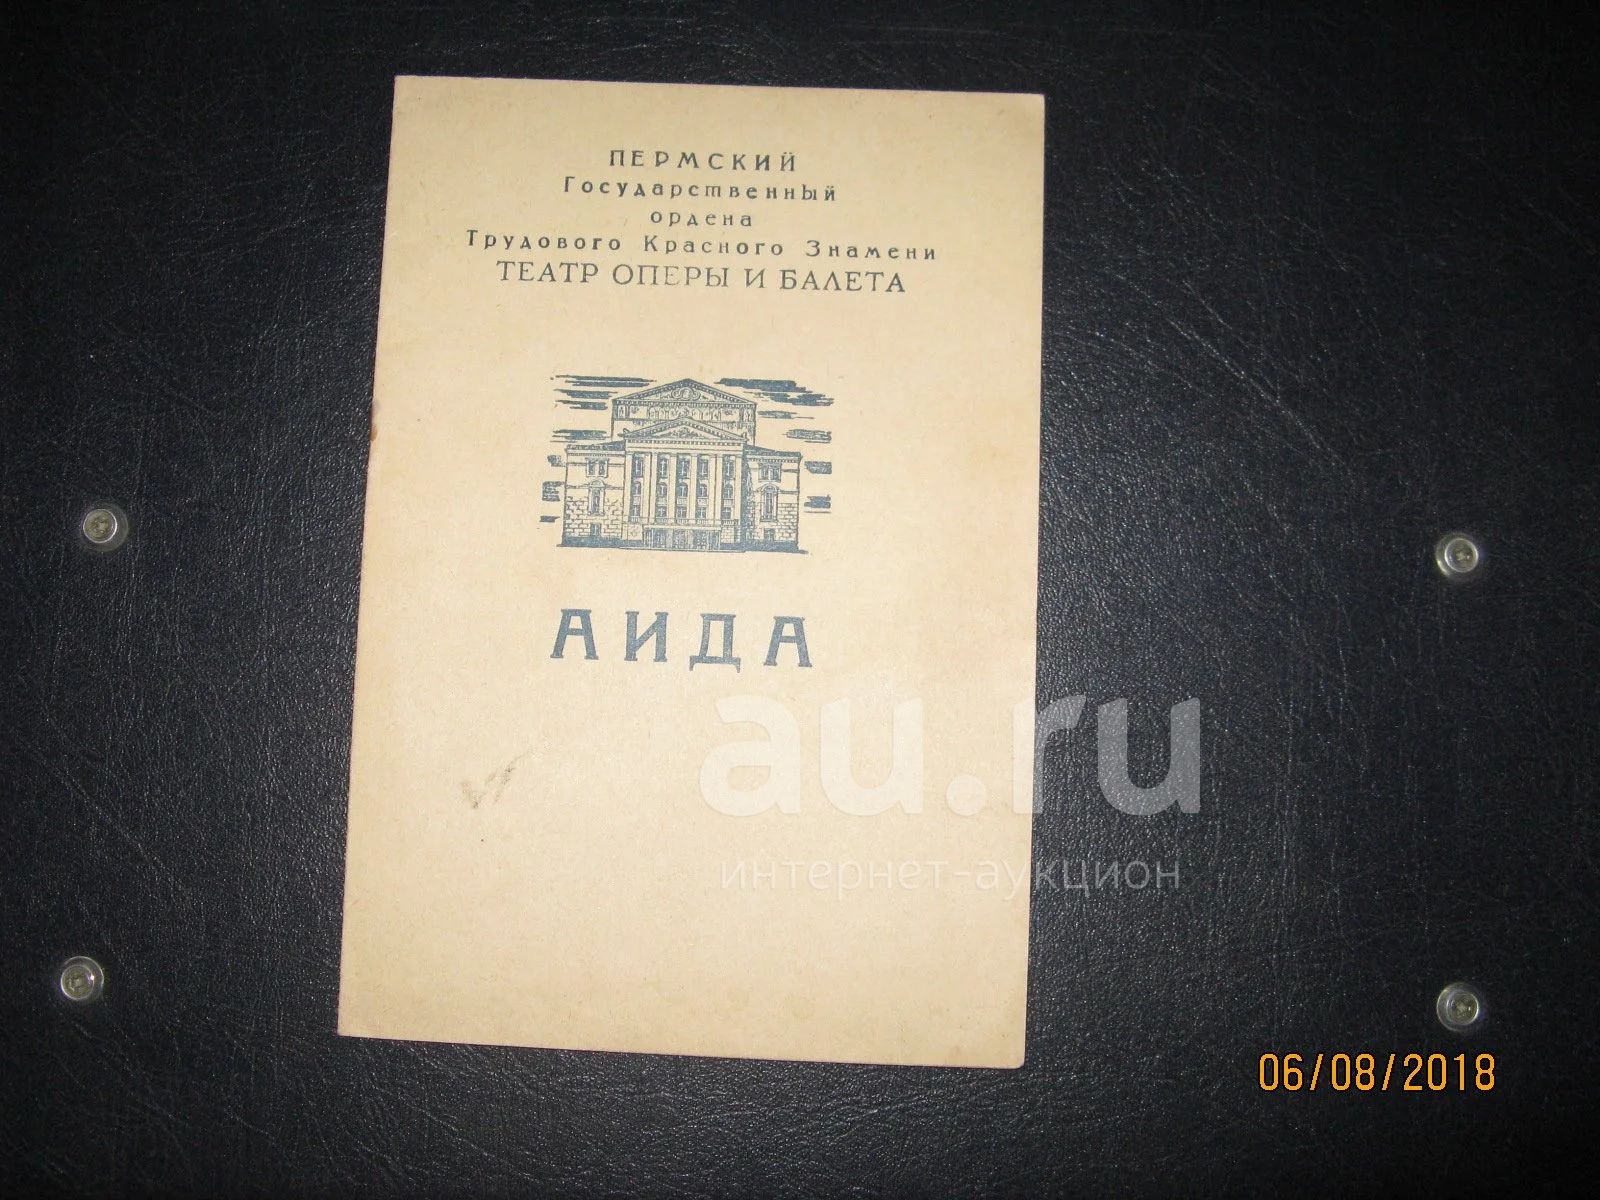 ПЕРМСКИЙ
Государственный
ордена
Трудового Красного Знамени
ТЕАТР ОПЕРЫ И БАЛЕТА
АИДА
au.ru
интернет-аукцион
06/08/2018